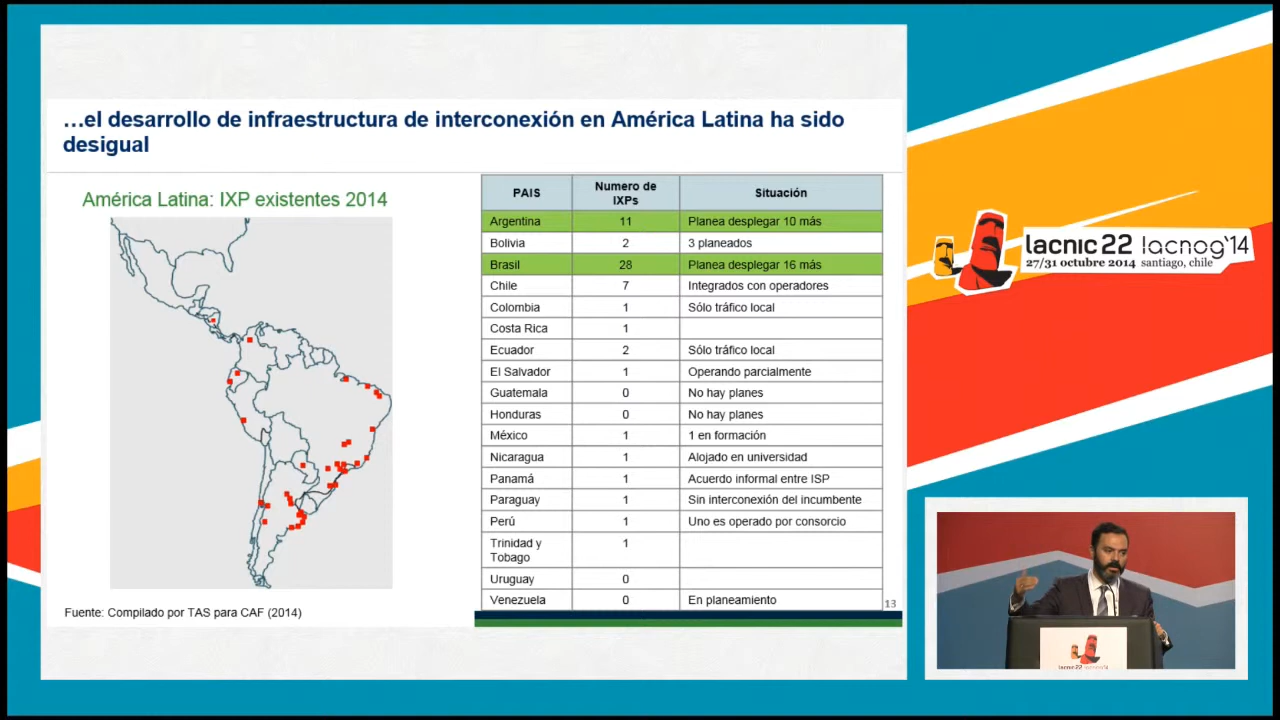 …el desarrollo de infraestructura de interconexión en América Latina ha sido
desigual
América Latina: IXP existentes 2014
PAIS Numero de IXPs Situación
Argentina 11 Planea desplegar 10 más
Bolivia 2 3 planeados
Brasil 28 Planea desplegar 16 más
Chile 7 Integrados con operadores
Colombia 1 Sólo tráfico local
Costa Rica 1
Ecuador 2 Sólo tráfico local
El Salvador 1 Operando parcialmente
Guatemala 0 No hay planes
Honduras 0 No hay planes
México 1 1 en formación
Nicaragua 1 Alojado en universidad
Panamá 1 Acuerdo informal entre ISP
Paraguay 1 Sin interconexión del incumbente
Perú 1 Uno es operado por consorcio
Trinidad y Tobago 1
Uruguay 0
Venezuela 0 En planeamiento
13
Fuente: Compilado por TAS para CAF (2014)
lacnic 22 lacnog'14
27/31 octubre 2014 santiago, chile
lacnic22 lacnog'14